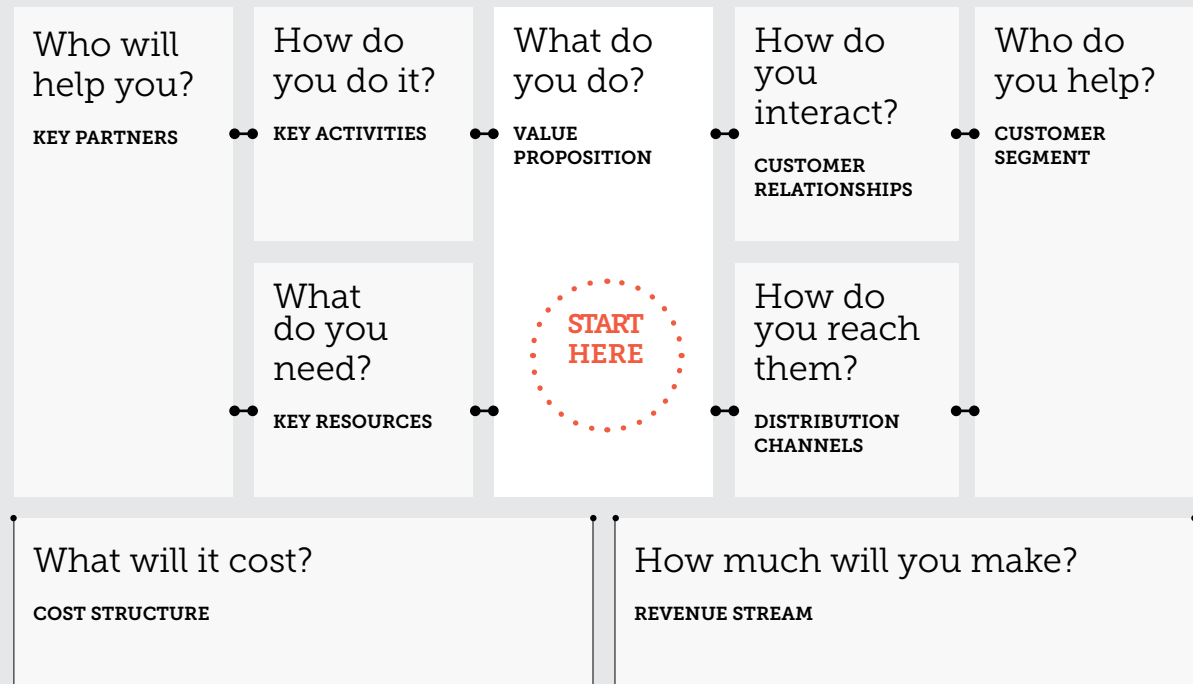 Who will
help you?
KEY PARTNERS
How do
you do it?
KEY ACTIVITIES
What
do you
need?
KEY RESOURCES
What do
you do?
VALUE
PROPOSITION
START
HERE
How do
you
interact?
CUSTOMER
RELATIONSHIPS
How do
you reach
them?
DISTRIBUTION
CHANNELS
Who do
you help?
CUSTOMER
SEGMENT
What will it cost?
COST STRUCTURE
How much will you make?
REVENUE STREAM